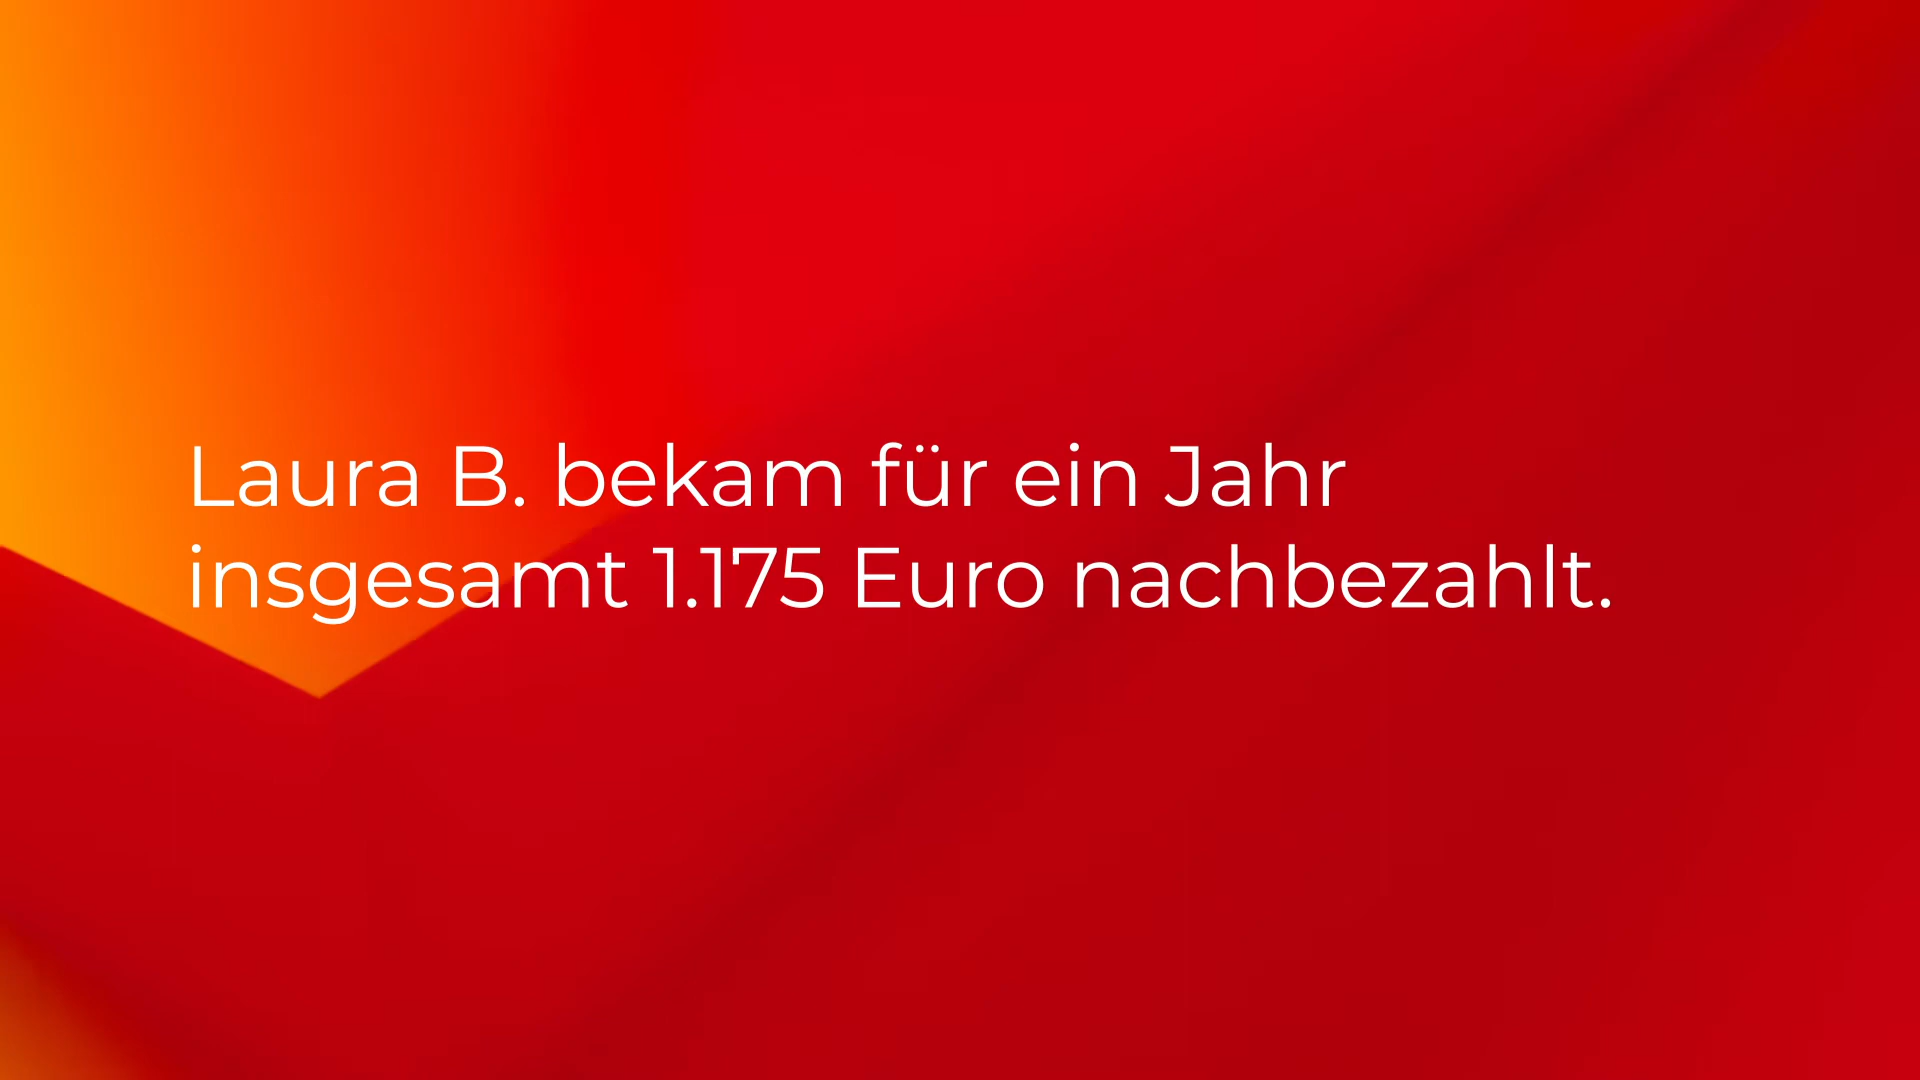 Laura B. bekam für ein Jahr
insgesamt 1.175 Euro nachbezahlt.